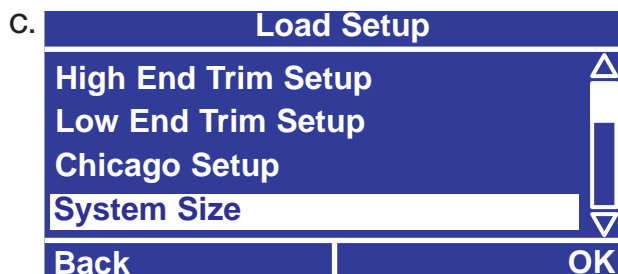 C.
Load Setup
High End Trim Setup
Low End Trim Setup
Chicago Setup
System Size
Back OK